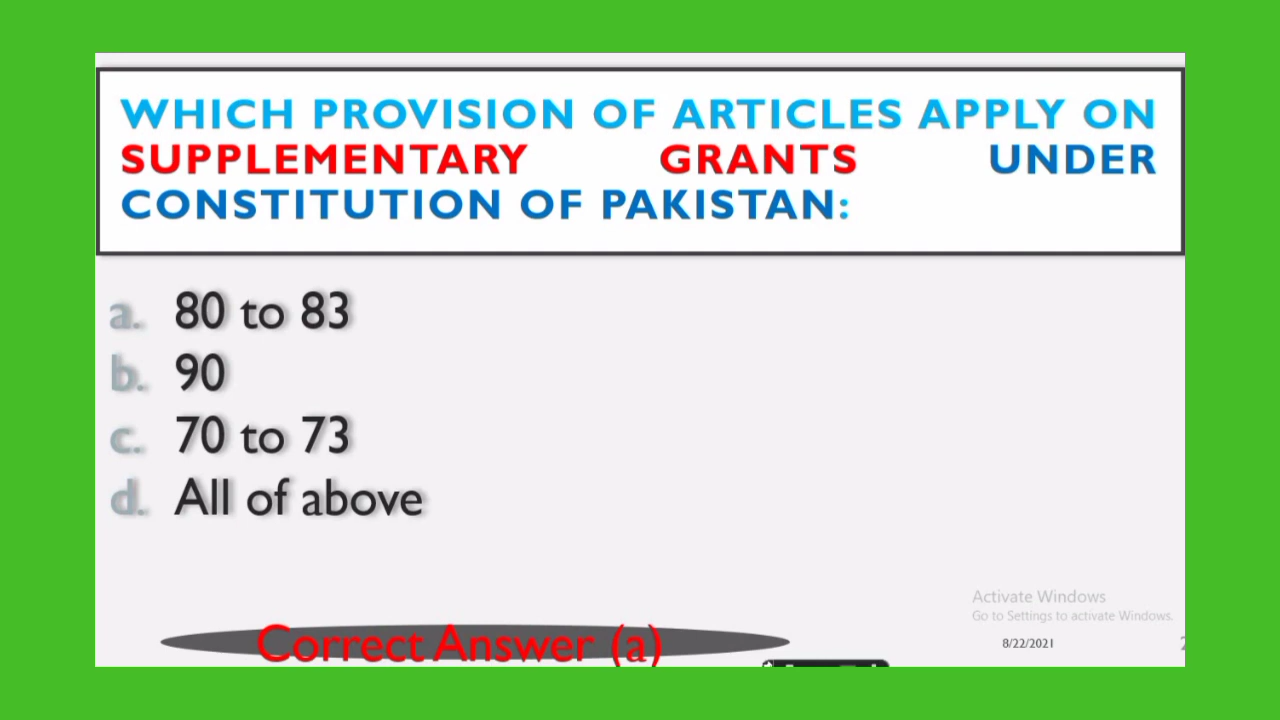 WHICH PROVISION OF ARTICLES APPLY ON
SUPPLEMENTARY GRANTS UNDER
CONSTITUTION OF PAKISTAN:
a. 80 to 83
b. 90
c. 70 to 73
d. All of above
Activate Windows
Go to Settings to activate Windows.
8/22/2021
Correct Answer (a)